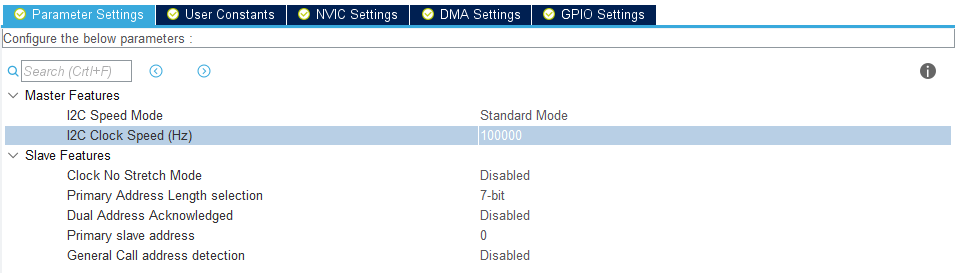 Parameter Settings User Constants NVIC Settings DMA Settings GPIO Settings
Configure the below parameters :
Search (Crtl+F) i
Master Features
I2C Speed Mode Standard Mode
I2C Clock Speed (Hz) 100000
Slave Features
Clock No Stretch Mode Disabled
Primary Address Length selection 7-bit
Dual Address Acknowledged Disabled
Primary slave address 0
General Call address detection Disabled